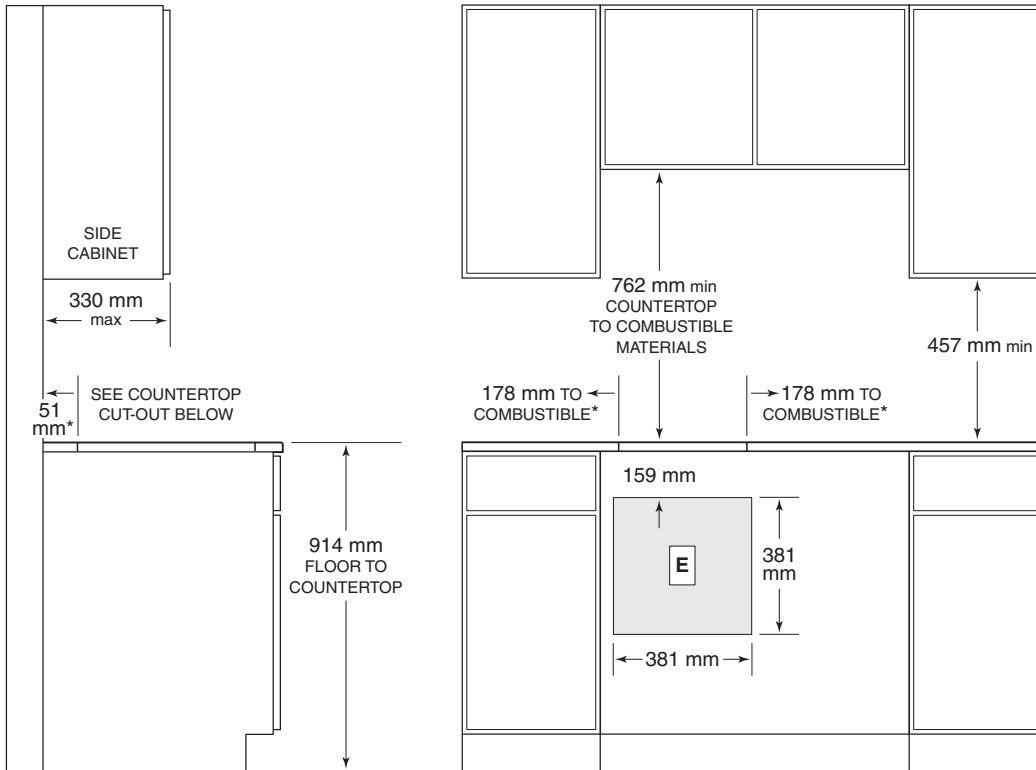 SIDE
CABINET
330 mm
max
SEE COUNTERTOP
CUT-OUT BELOW
51
mm*
914 mm
FLOOR TO
COUNTERTOP
762 mm min
COUNTERTOP
TO COMBUSTIBLE
MATERIALS
457 mm min
178 mm TO
COMBUSTIBLE*
178 mm TO
COMBUSTIBLE*
159 mm
E
381
mm
381 mm